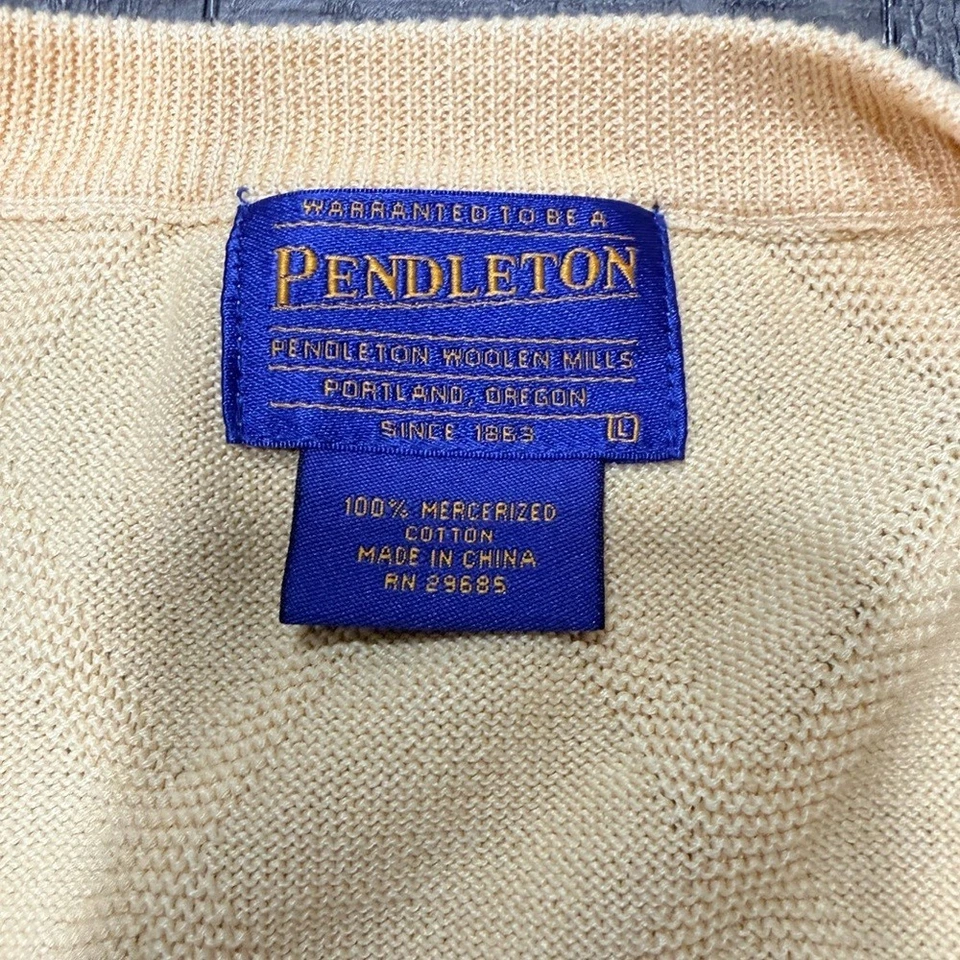 WARRANTED TO BE A
PENDLETON
PENDLETON WOOLEN MILLS
PORTLAND, OREGON
SINCE 1863 L
100% MERCERIZED
COTTON
MADE IN CHINA
RN 29685